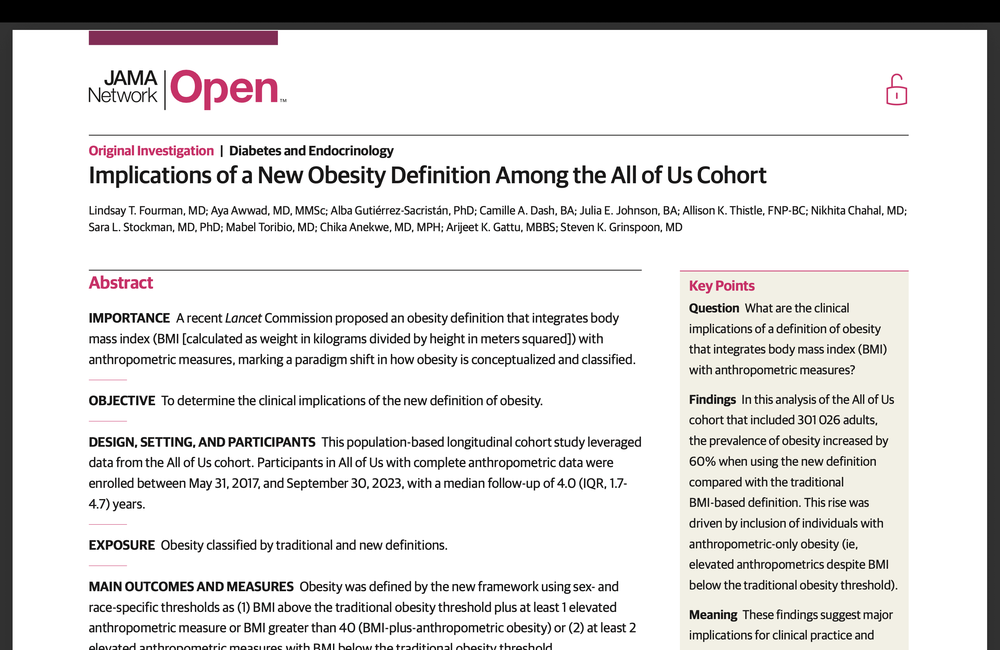 JAMA
Network
Open™
Original Investigation | Diabetes and Endocrinology
Implications of a New Obesity Definition Among the All of Us Cohort
Lindsay T. Fourman, MD; Aya Awwad, MD, MMSc; Alba Gutiérrez-Sacristán, PhD; Camille A. Dash, BA; Julia E. Johnson, BA; Allison K. Thistle, FNP-BC; Nikhita Chahal, MD;
Sara L. Stockman, MD, PhD; Mabel Toribio, MD; Chika Anekwe, MD, MPH; Arijeet K. Gattu, MBBS; Steven K. Grinspoon, MD
Abstract
IMPORTANCE A recent Lancet Commission proposed an obesity definition that integrates body
mass index (BMI [calculated as weight in kilograms divided by height in meters squared]) with
anthropometric measures, marking a paradigm shift in how obesity is conceptualized and classified.
OBJECTIVE To determine the clinical implications of the new definition of obesity.
DESIGN, SETTING, AND PARTICIPANTS This population-based longitudinal cohort study leveraged
data from the All of Us cohort. Participants in All of Us with complete anthropometric data were
enrolled between May 31, 2017, and September 30, 2023, with a median follow-up of 4.0 (IQR, 1.7-
4.7) years.
EXPOSURE Obesity classified by traditional and new definitions.
MAIN OUTCOMES AND MEASURES Obesity was defined by the new framework using sex- and
race-specific thresholds as (1) BMI above the traditional obesity threshold plus at least 1 elevated
anthropometric measure or BMI greater than 40 (BMI-plus-anthropometric obesity) or (2) at least 2
elevated anthropometric measures with BMI below the traditional obesity threshold
Key Points
Question What are the clinical
implications of a definition of obesity
that integrates body mass index (BMI)
with anthropometric measures?
Findings In this analysis of the All of Us
cohort that included 301 026 adults,
the prevalence of obesity increased by
60% when using the new definition
compared with the traditional
BMI-based definition. This rise was
driven by inclusion of individuals with
anthropometric-only obesity (ie,
elevated anthropometrics despite BMI
below the traditional obesity threshold).
Meaning These findings suggest major
implications for clinical practice and